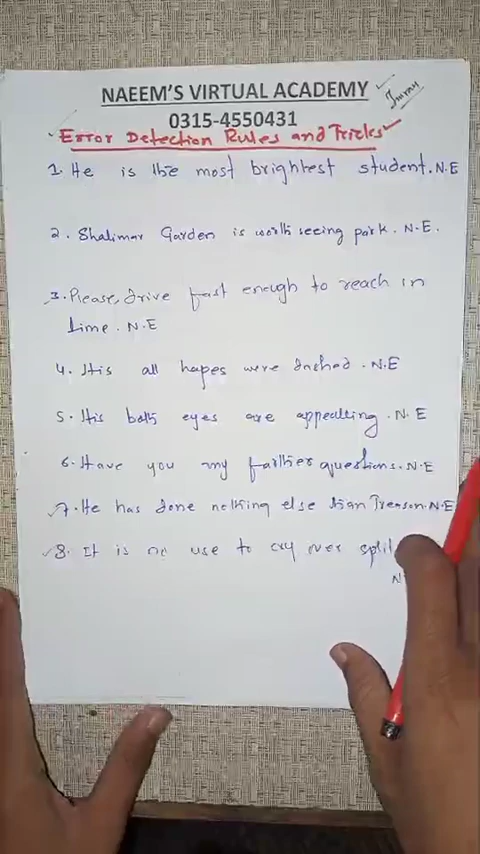 NAEEM'S VIRTUAL ACADEMY
0315-4550431
Imran
Error Detection Rules and Tricks
1. He is the most brightest student. N.E
2. Shalimar Garden is worth seeing park. N.E.
3. Please, drive fast enough to reach in
time. N.E
4. His all hopes were dashed. N.E
5. His both eyes are appealling. N.E
6. Have you my farther questions. N.E
7. He has done nothing else than Treason. N.E
8. It is no use to cry over